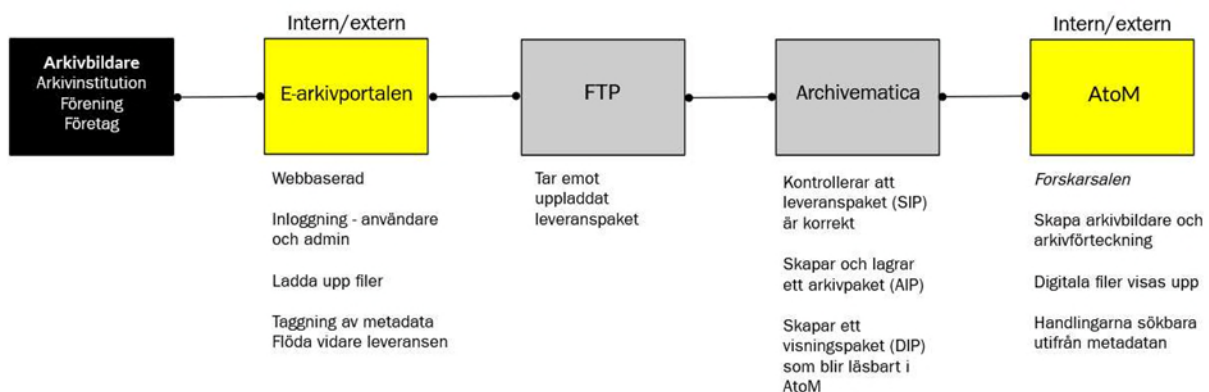 Intern/extern
Arkivbildare
Arkivinstitution
Förening
Företag
E-arkivportalen
Webbaserad
Inloggning - användare
och admin
Ladda upp filer
Taggning av metadata
Flöda vidare leveransen
FTP
Tar emot
uppladdat
leveranspaket
Archivematica
Kontrollerar att
leveranspaket (SIP)
är korrekt
Skapar och lagrar
ett arkivpaket (AIP)
Skapar ett
visningspaket (DIP)
som blir läsbart i
AtoM
Intern/extern
AtoM
Forskarsalen
Skapa arkivbildare och
arkivförteckning
Digitala filer visas upp
Handlingarna sökbara
utifrån metadatan